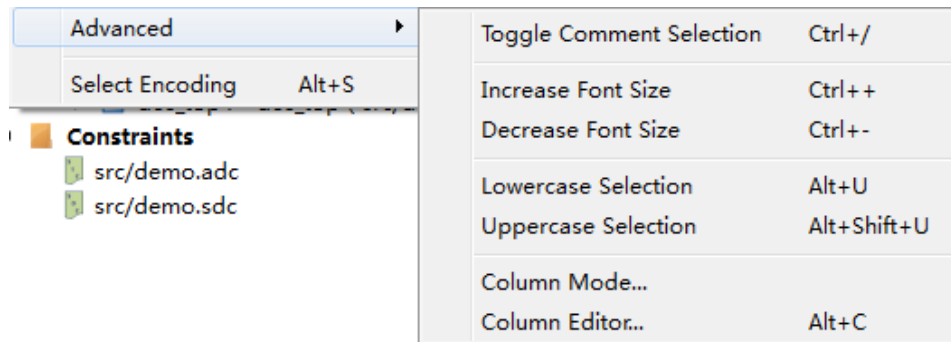 Advanced
Select Encoding Alt+S
Constraints
src/demo.adc
src/demo.sdc
Toggle Comment Selection Ctrl+/
Increase Font Size Ctrl++
Decrease Font Size Ctrl+-
Lowercase Selection Alt+U
Uppercase Selection Alt+Shift+U
Column Mode...
Column Editor... Alt+C